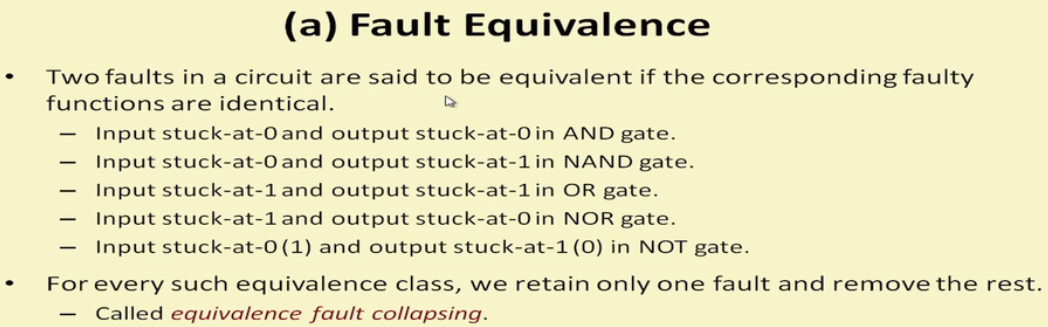 (a) Fault Equivalence
• Two faults in a circuit are said to be equivalent if the corresponding faulty
functions are identical.
– Input stuck-at-0 and output stuck-at-0 in AND gate.
– Input stuck-at-0 and output stuck-at-1 in NAND gate.
– Input stuck-at-1 and output stuck-at-1 in OR gate.
– Input stuck-at-1 and output stuck-at-0 in NOR gate.
– Input stuck-at-0 (1) and output stuck-at-1 (0) in NOT gate.
• For every such equivalence class, we retain only one fault and remove the rest.
– Called equivalence fault collapsing.